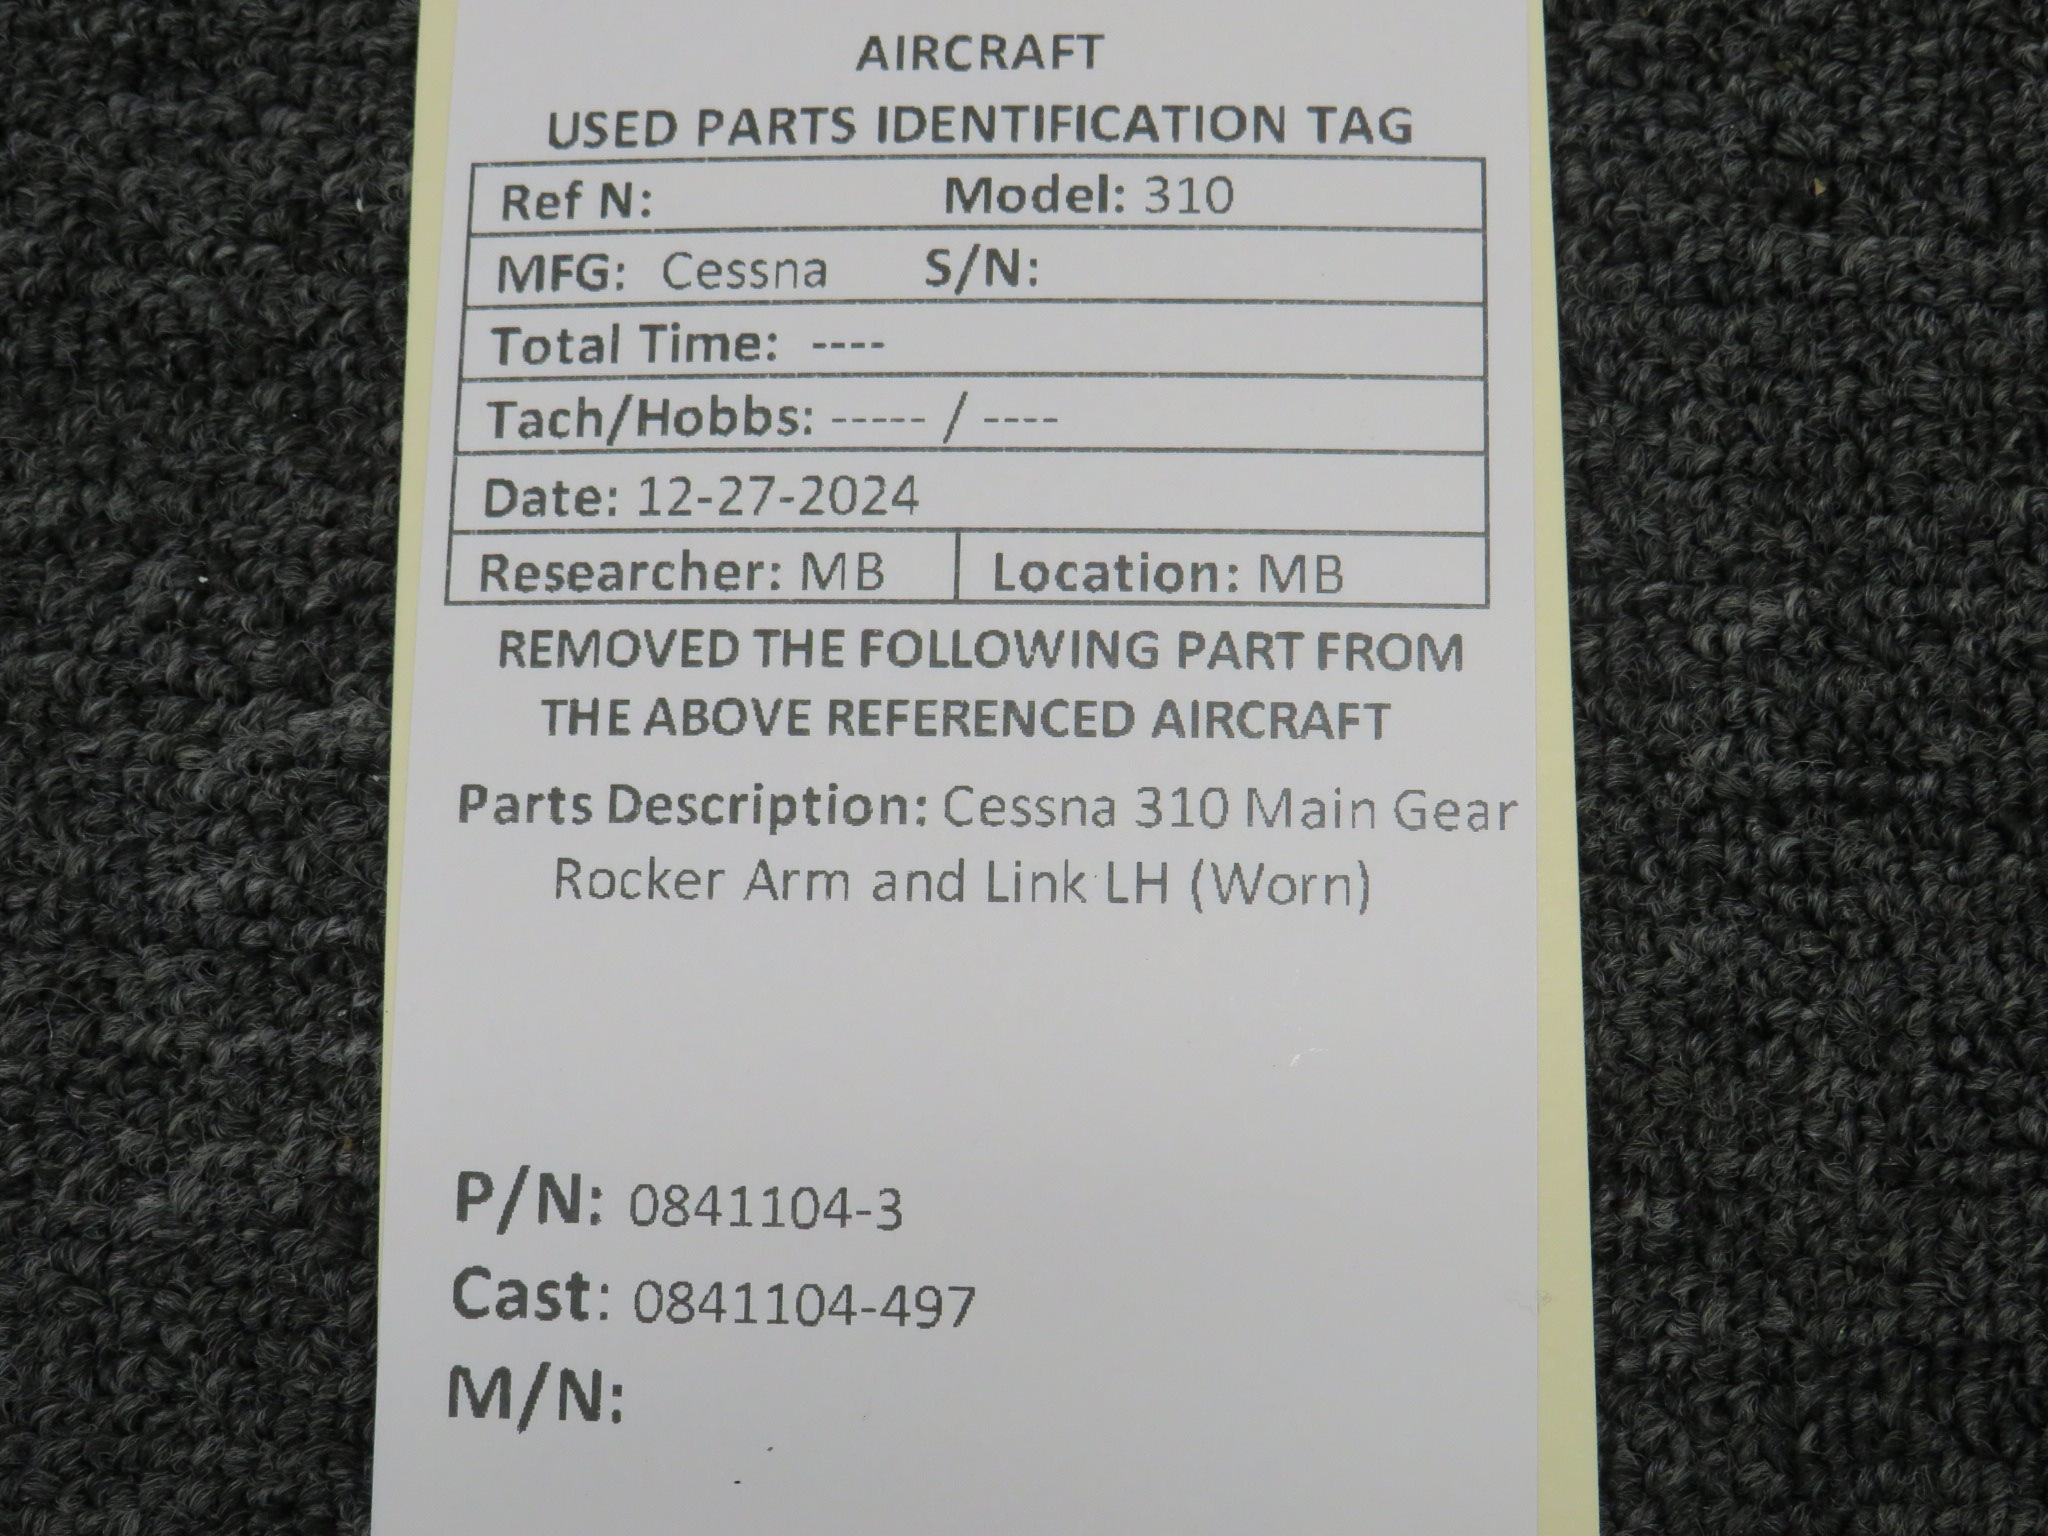 AIRCRAFT
USED PARTS IDENTIFICATION TAG
Ref N: Model: 310
MFG: Cessna S/N:
Total Time: ----
Tach/Hobbs: ----- / ----
Date: 12-27-2024
Researcher: MB Location: MB
REMOVED THE FOLLOWING PART FROM
THE ABOVE REFERENCED AIRCRAFT
Parts Description: Cessna 310 Main Gear
Rocker Arm and Link LH (Worn)
P/N: 0841104-3
Cast: 0841104-497
M/N: